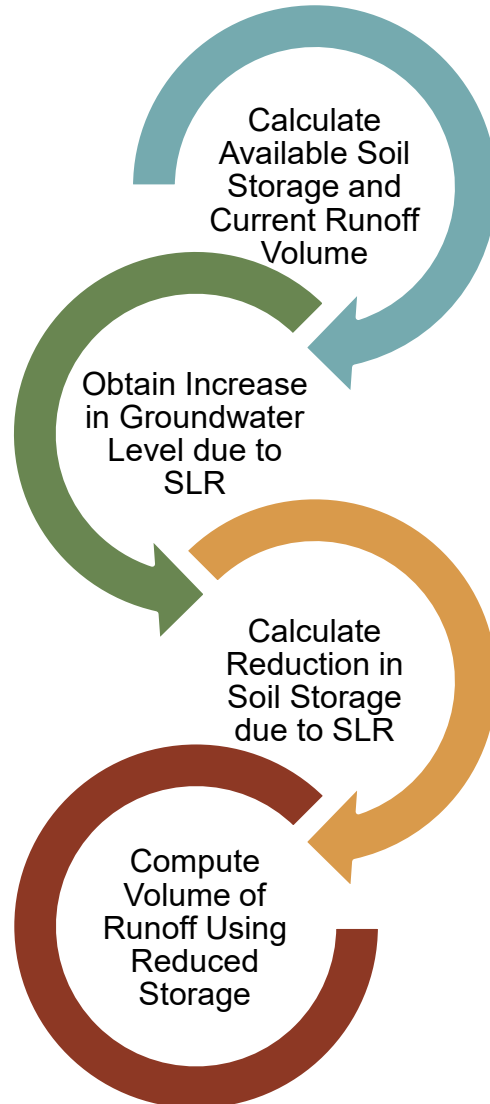 Calculate
Available Soil
Storage and
Current Runoff
Volume
Obtain Increase
in Groundwater
Level due to
SLR
Calculate
Reduction in
Soil Storage
due to SLR
Compute
Volume of
Runoff Using
Reduced
Storage